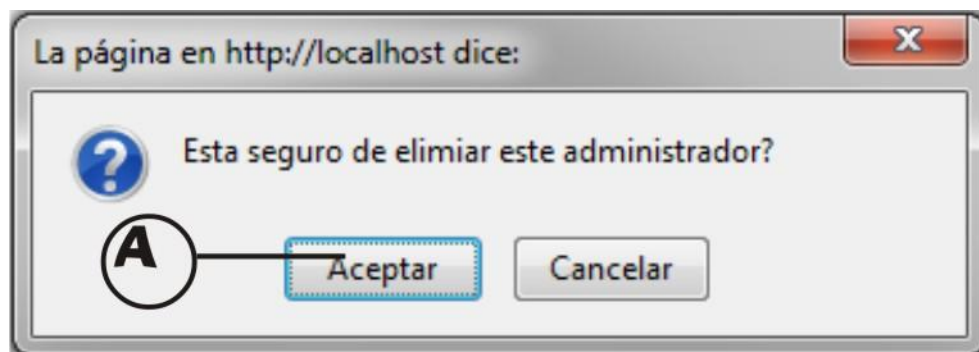 La página en http://localhost dice:
Esta seguro de elimiar este administrador?
A
Aceptar Cancelar